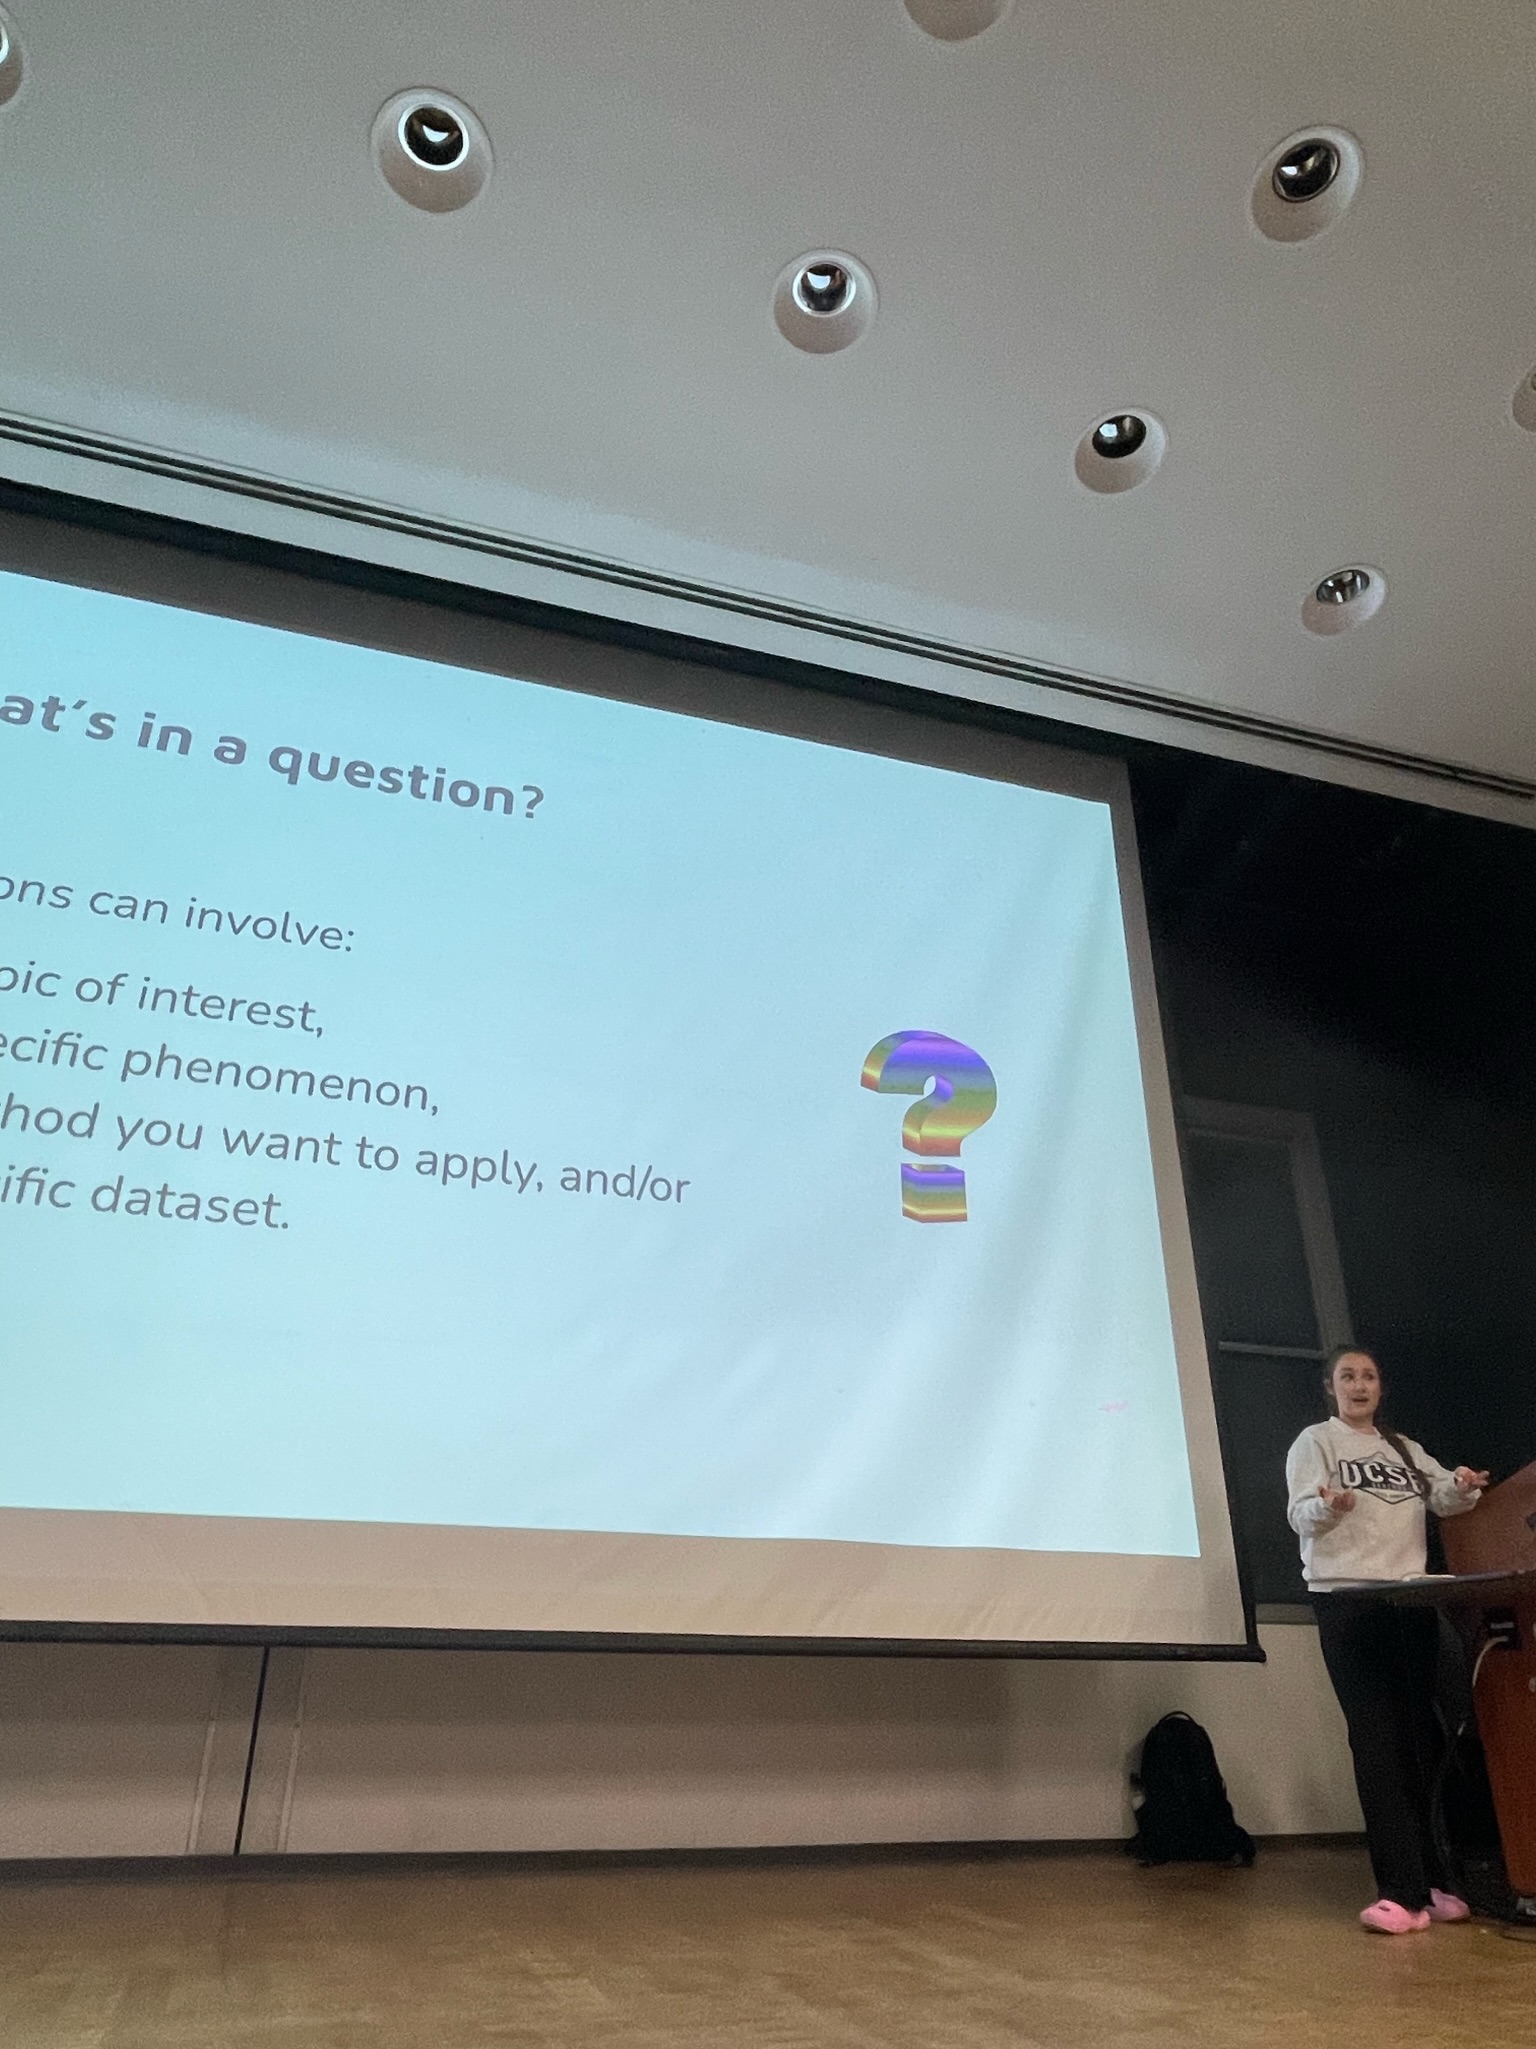 at's in a question?
ons can involve:
pic of interest,
ecific phenomenon,
hod you want to apply, and/or
ific dataset.
?
UCS